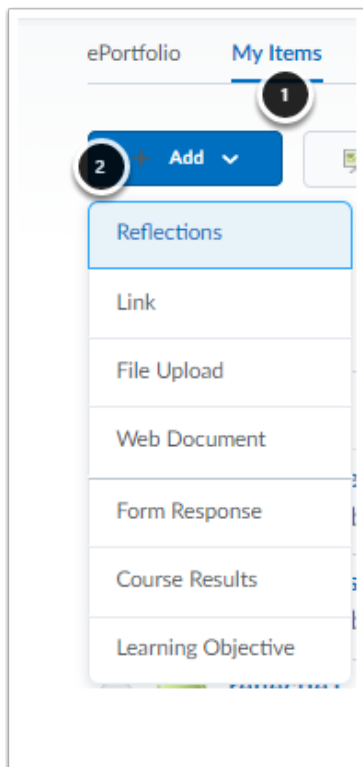 ePortfolio My Items
1
2 + Add
Reflections
Link
File Upload
Web Document
Form Response
Course Results
Learning Objective